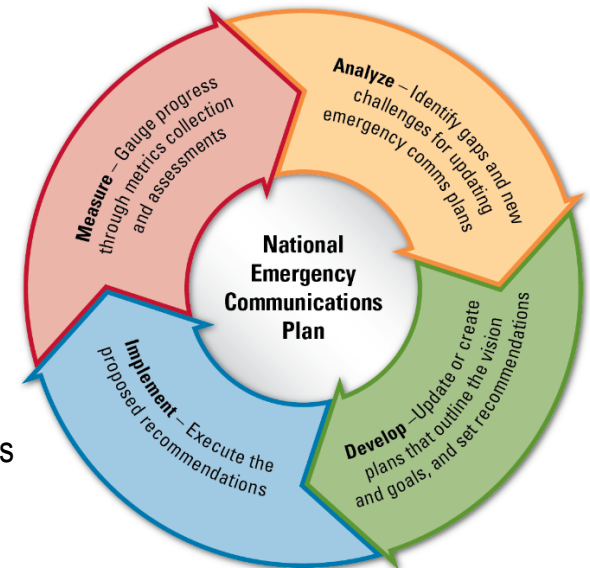 Analyze – Identify gaps and new
challenges for updating
emergency comms plans
Develop –Update or create
plans that outline the vision
and goals, and set recommendations
Implement – Execute the
proposed recommendations
Measure – Gauge progress
through metrics collection
and assessments
National
Emergency
Communications
Plan
s